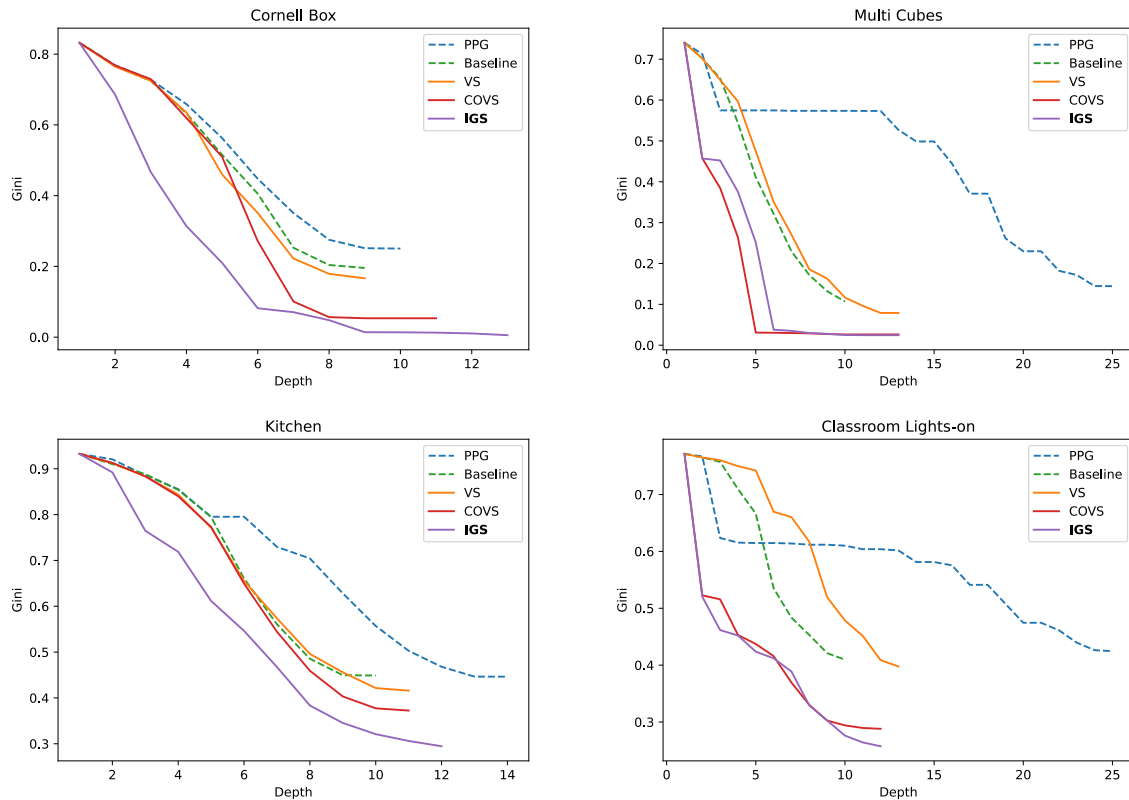 Cornell Box
0.8
0.6
0.4
0.2
0.0
Gini
2 4 6 8 10 12
Depth
PPG
Baseline
VS
COVS
IGS
Multi Cubes
0.7
0.6
0.5
0.4
0.3
0.2
0.1
0.0
Gini
5 10 15 20 25
Depth
PPG
Baseline
VS
COVS
IGS
Kitchen
0.9
0.8
0.7
0.6
0.5
0.4
0.3
Gini
2 4 6 8 10 12 14
Depth
PPG
Baseline
VS
COVS
IGS
Classroom Lights-on
0.7
0.6
0.5
0.4
0.3
Gini
5 10 15 20 25
Depth
PPG
Baseline
VS
COVS
IGS